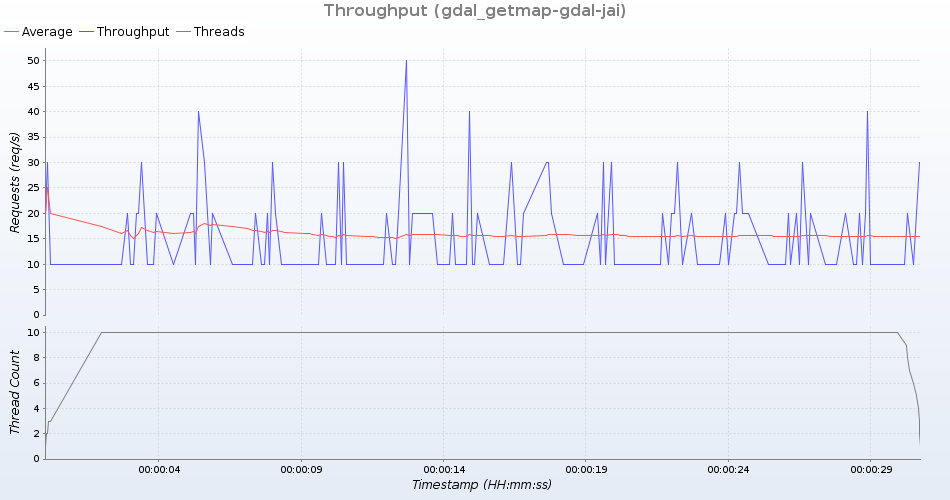 Throughput (gdal_getmap-gdal-jai)
Average Throughput Threads
Requests (req/s)
50
45
40
35
30
25
20
15
10
5
0
Thread Count
10
8
6
4
2
0
00:00:04 00:00:09 00:00:14 00:00:19 00:00:24 00:00:29
Timestamp (HH:mm:ss)